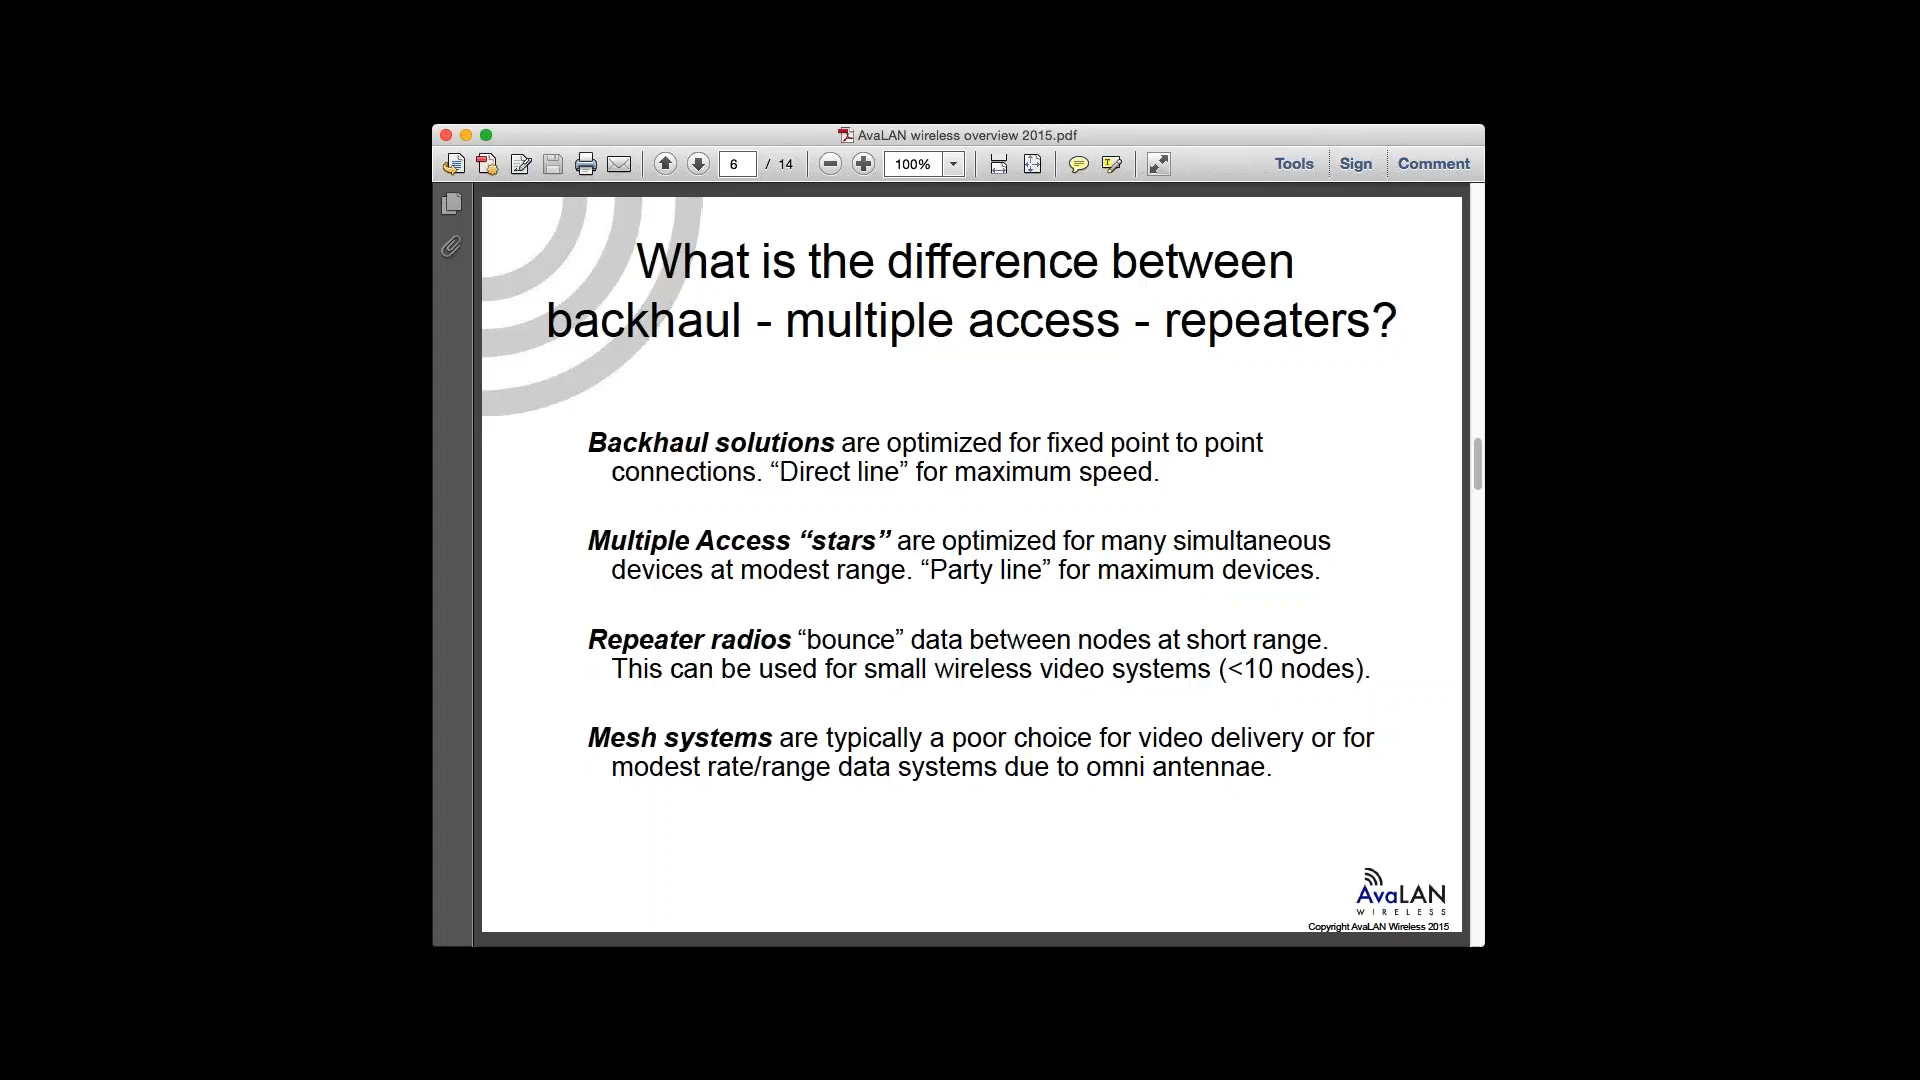 AvaLAN wireless overview 2015.pdf
6 / 14 100% Tools Sign Comment
What is the difference between
backhaul - multiple access - repeaters?
Backhaul solutions are optimized for fixed point to point
connections. “Direct line” for maximum speed.
Multiple Access “stars” are optimized for many simultaneous
devices at modest range. “Party line” for maximum devices.
Repeater radios “bounce” data between nodes at short range.
This can be used for small wireless video systems (<10 nodes).
Mesh systems are typically a poor choice for video delivery or for
modest rate/range data systems due to omni antennae.
AvaLAN
WIRELESS
Copyright AvaLAN Wireless 2015